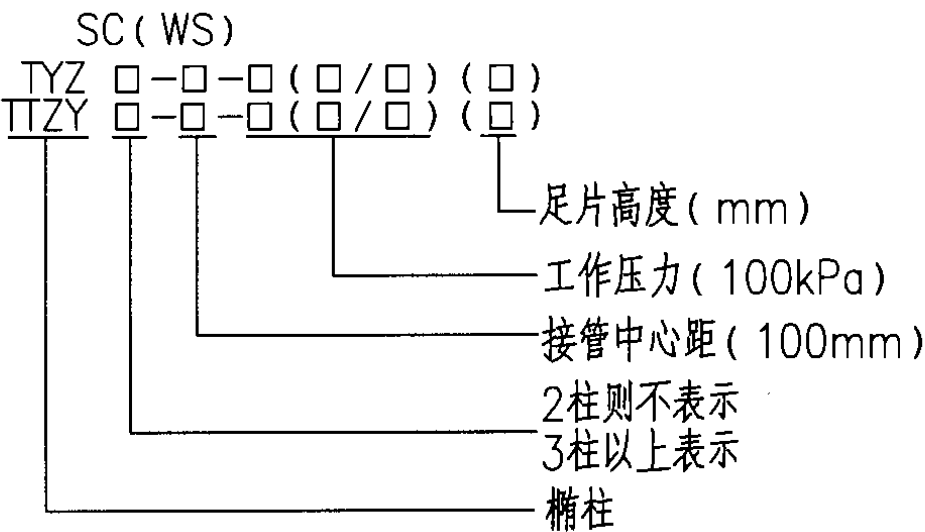 SC(WS)
TYZ □-□-□(□/□)(□)
TTZY □-□-□(□/□)(□)
足片高度(mm)
工作压力(100kPa)
接管中心距(100mm)
2柱则不表示
3柱以上表示
椭柱